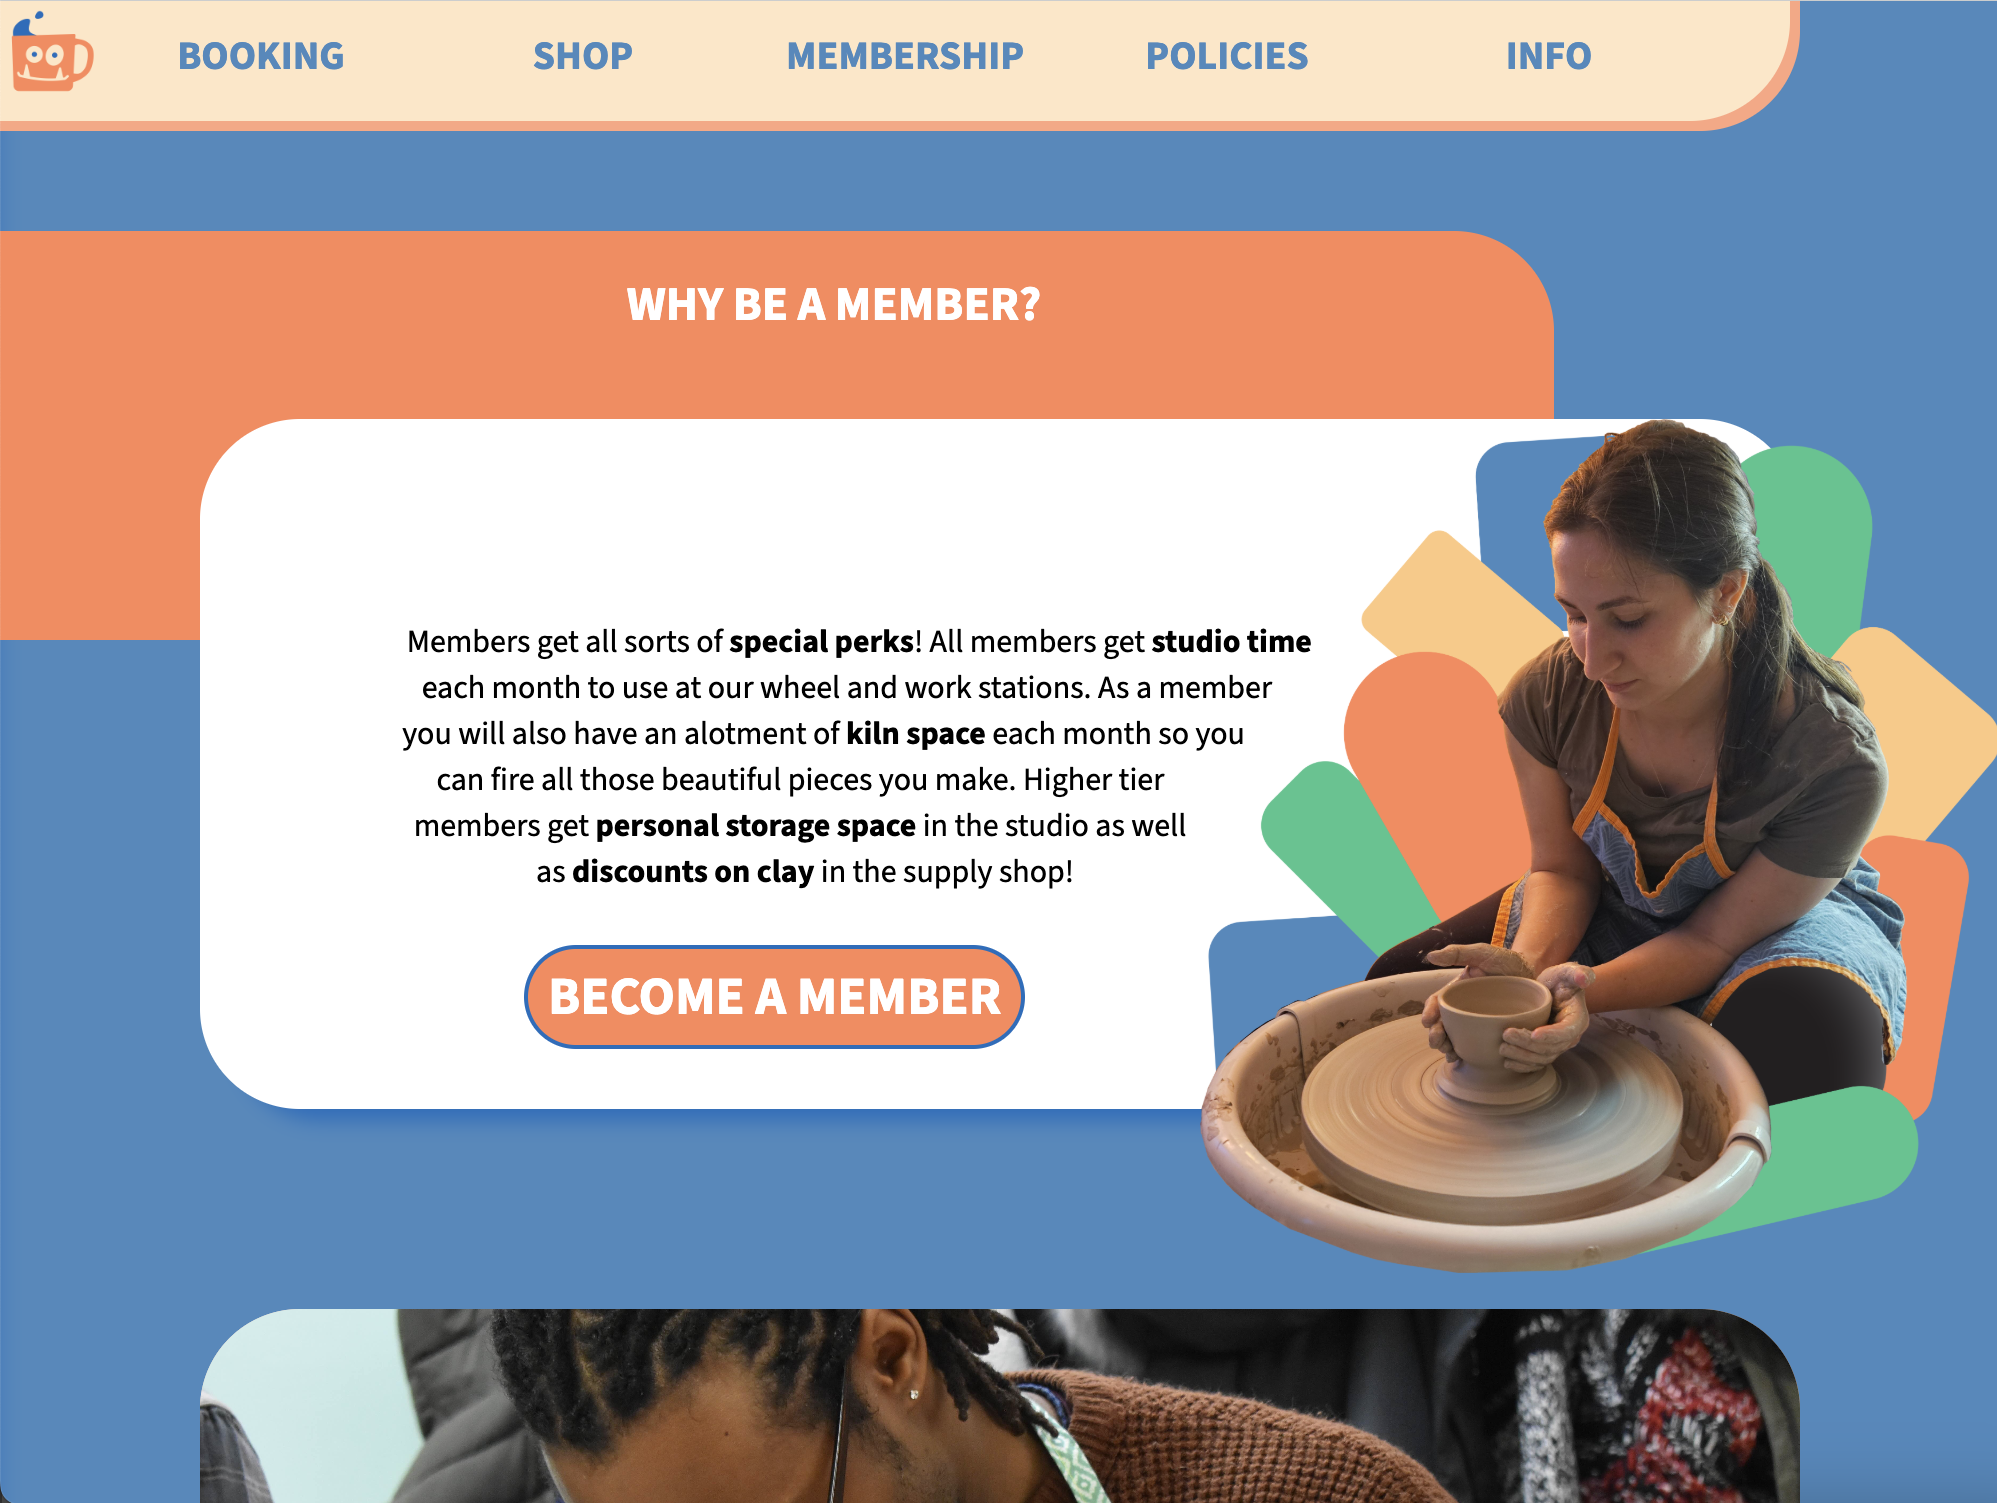 BOOKING SHOP MEMBERSHIP POLICIES INFO
WHY BE A MEMBER?
Members get all sorts of special perks! All members get studio time
each month to use at our wheel and work stations. As a member
you will also have an alotment of kiln space each month so you
can fire all those beautiful pieces you make. Higher tier
members get personal storage space in the studio as well
as discounts on clay in the supply shop!
BECOME A MEMBER